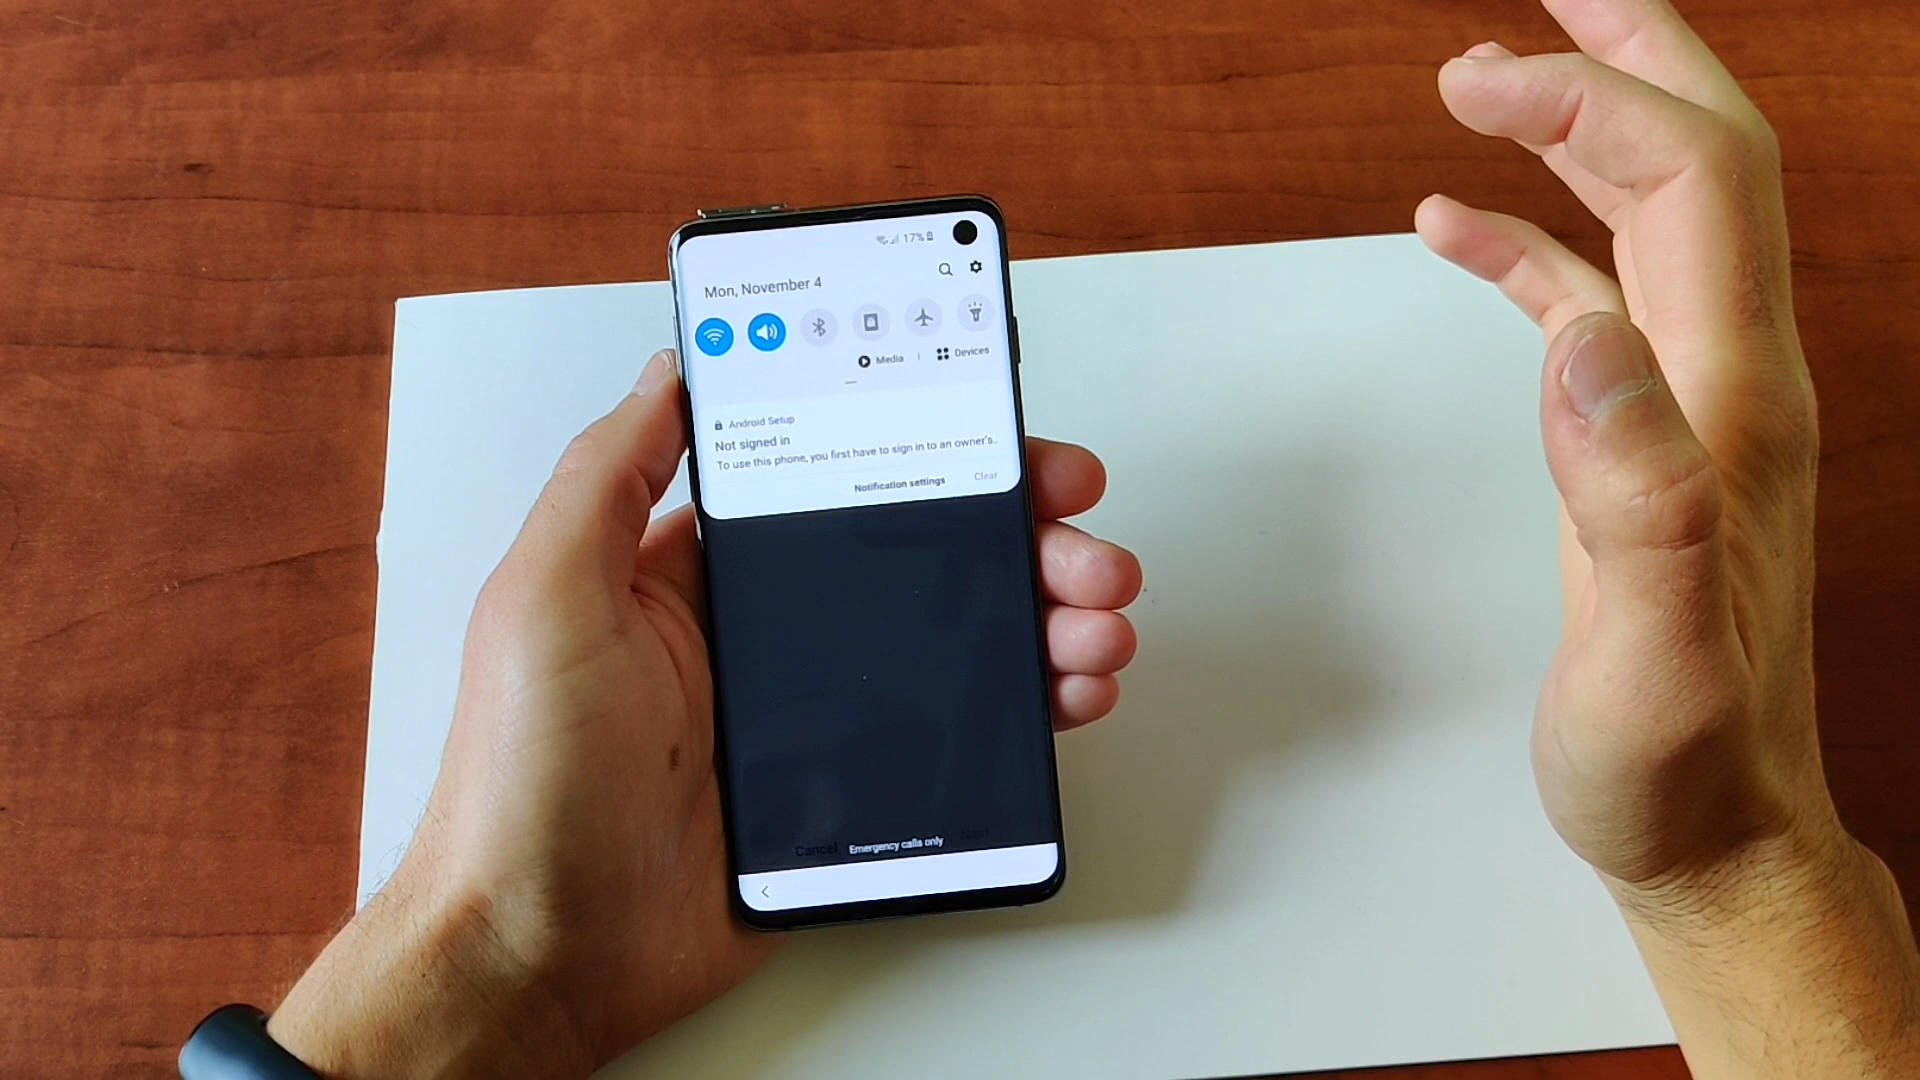 17%
Mon, November 4
Media | Devices
Android Setup
Not signed in
To use this phone, you first have to sign in to an owner's..
Notification settings Clear
Cancel Emergency calls only Next